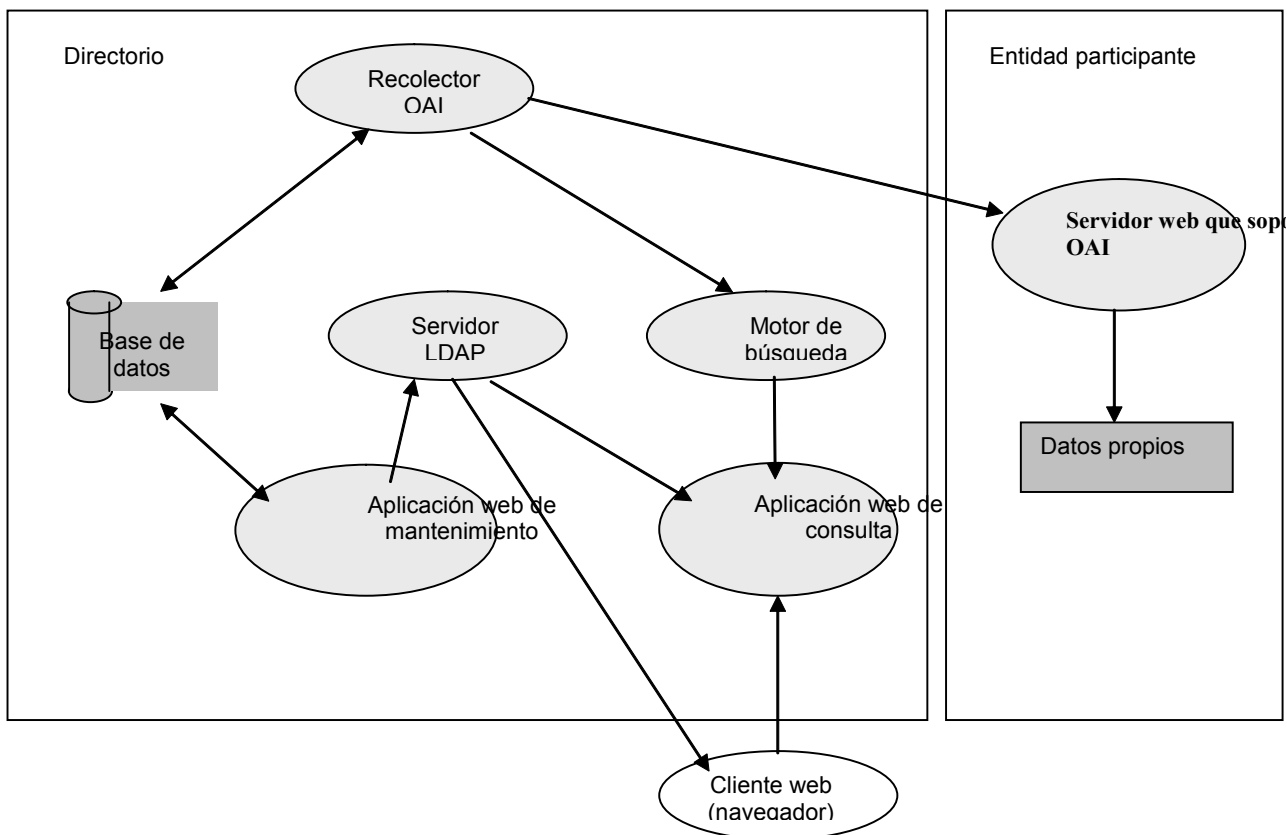 Directorio
Entidad participante
Recolector
OAI
Servidor web que
OAI
Servidor
LDAP
Motor de
búsqueda
Base de
datos
Datos propios
Aplicación web de
mantenimiento
Aplicación web de
consulta
Cliente web
(navegador)